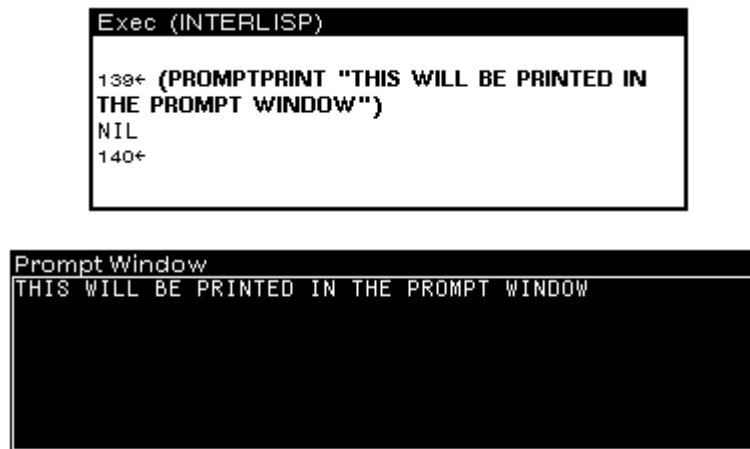 Exec (INTERLISP)
139← (PROMPTPRINT "THIS WILL BE PRINTED IN
THE PROMPT WINDOW")
NIL
140←
Prompt Window
THIS WILL BE PRINTED IN THE PROMPT WINDOW